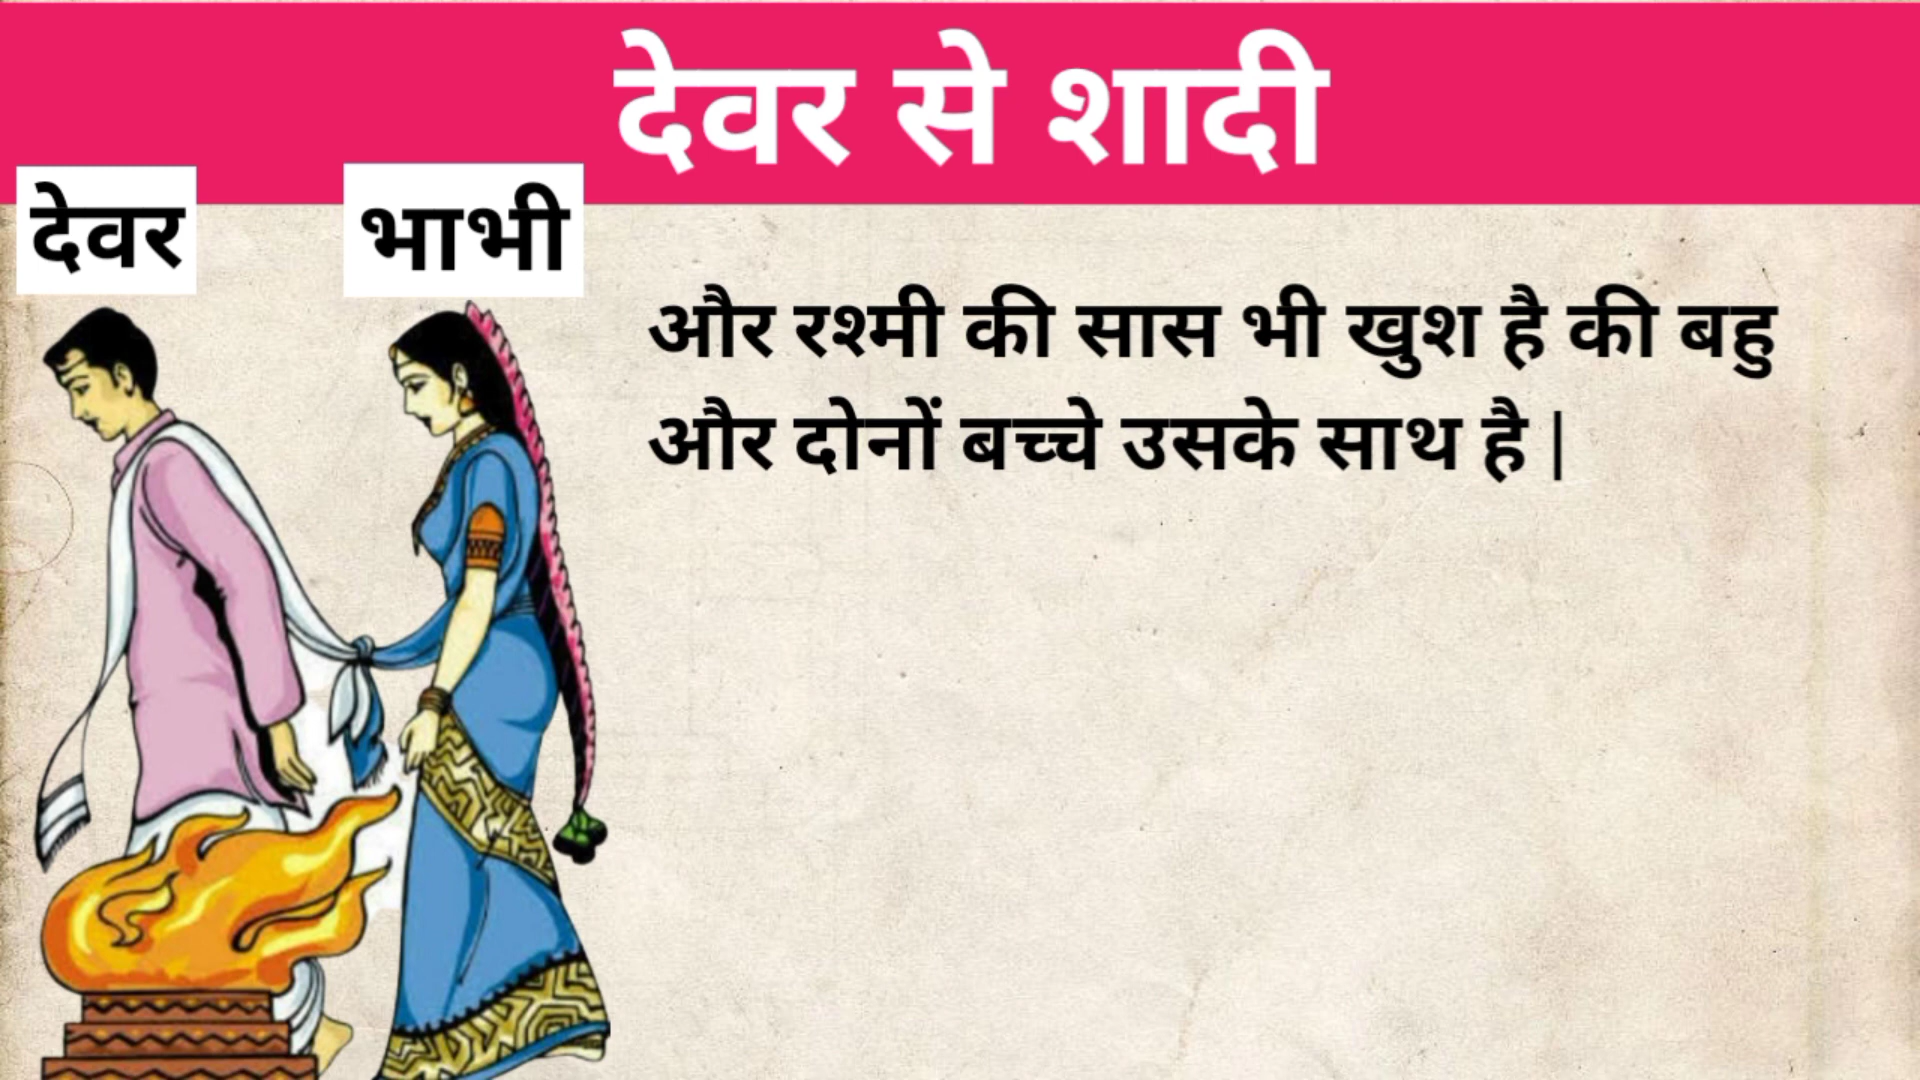 देवर से शादी
देवर
भाभी
और रश्मी की सास भी खुश है की बहु
और दोनों बच्चे उसके साथ है |